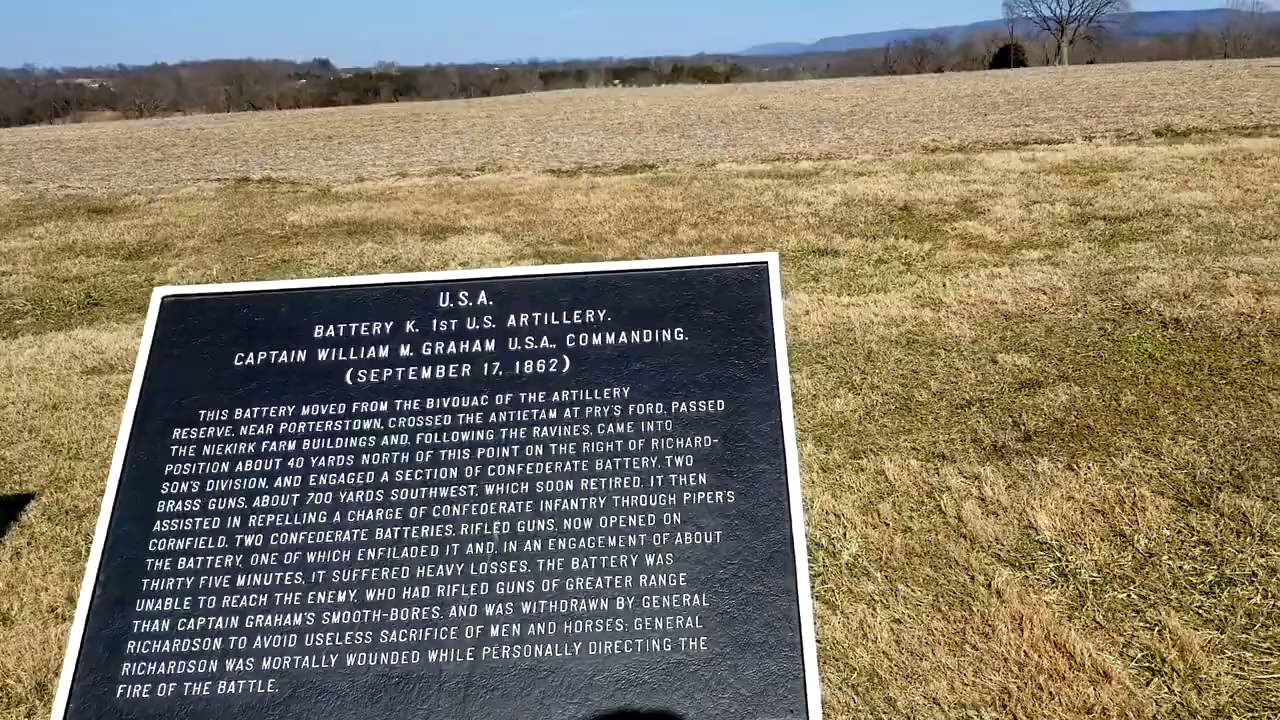 U.S.A.
BATTERY K. 1ST U.S. ARTILLERY.
CAPTAIN WILLIAM M. GRAHAM U.S.A., COMMANDING.
(SEPTEMBER 17, 1862)
THIS BATTERY MOVED FROM THE BIVOUAC OF THE ARTILLERY
RESERVE, NEAR PORTERSTOWN, CROSSED THE ANTIETAM AT PRY'S FORD, PASSED
THE NIEKIRK FARM BUILDINGS AND, FOLLOWING THE RAVINES, CAME INTO
POSITION ABOUT 40 YARDS NORTH OF THIS POINT ON THE RIGHT OF RICHARD-
SON'S DIVISION, AND ENGAGED A SECTION OF CONFEDERATE BATTERY, TWO
BRASS GUNS, ABOUT 700 YARDS SOUTHWEST, WHICH SOON RETIRED. IT THEN
ASSISTED IN REPELLING A CHARGE OF CONFEDERATE INFANTRY THROUGH PIPER'S
CORNFIELD. TWO CONFEDERATE BATTERIES, RIFLED GUNS, NOW OPENED ON
THE BATTERY, ONE OF WHICH ENFILADED IT AND, IN AN ENGAGEMENT OF ABOUT
THIRTY FIVE MINUTES, IT SUFFERED HEAVY LOSSES. THE BATTERY WAS
UNABLE TO REACH THE ENEMY, WHO HAD RIFLED GUNS OF GREATER RANGE
THAN CAPTAIN GRAHAM'S SMOOTH-BORES, AND WAS WITHDRAWN BY GENERAL
RICHARDSON TO AVOID USELESS SACRIFICE OF MEN AND HORSES; GENERAL
RICHARDSON WAS MORTALLY WOUNDED WHILE PERSONALLY DIRECTING THE
FIRE OF THE BATTLE.